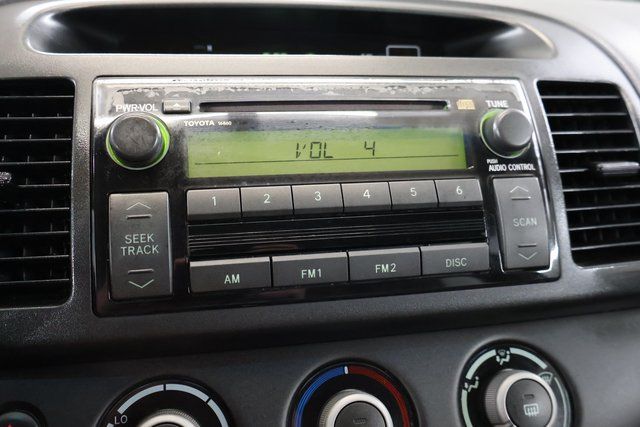 PWR·VOL
TUNE
TOYOTA
VOL 4
PUSH
AUDIO CONTROL
1 2 3 4 5 6
SEEK
TRACK
SCAN
AM FM1 FM2 DISC
LO